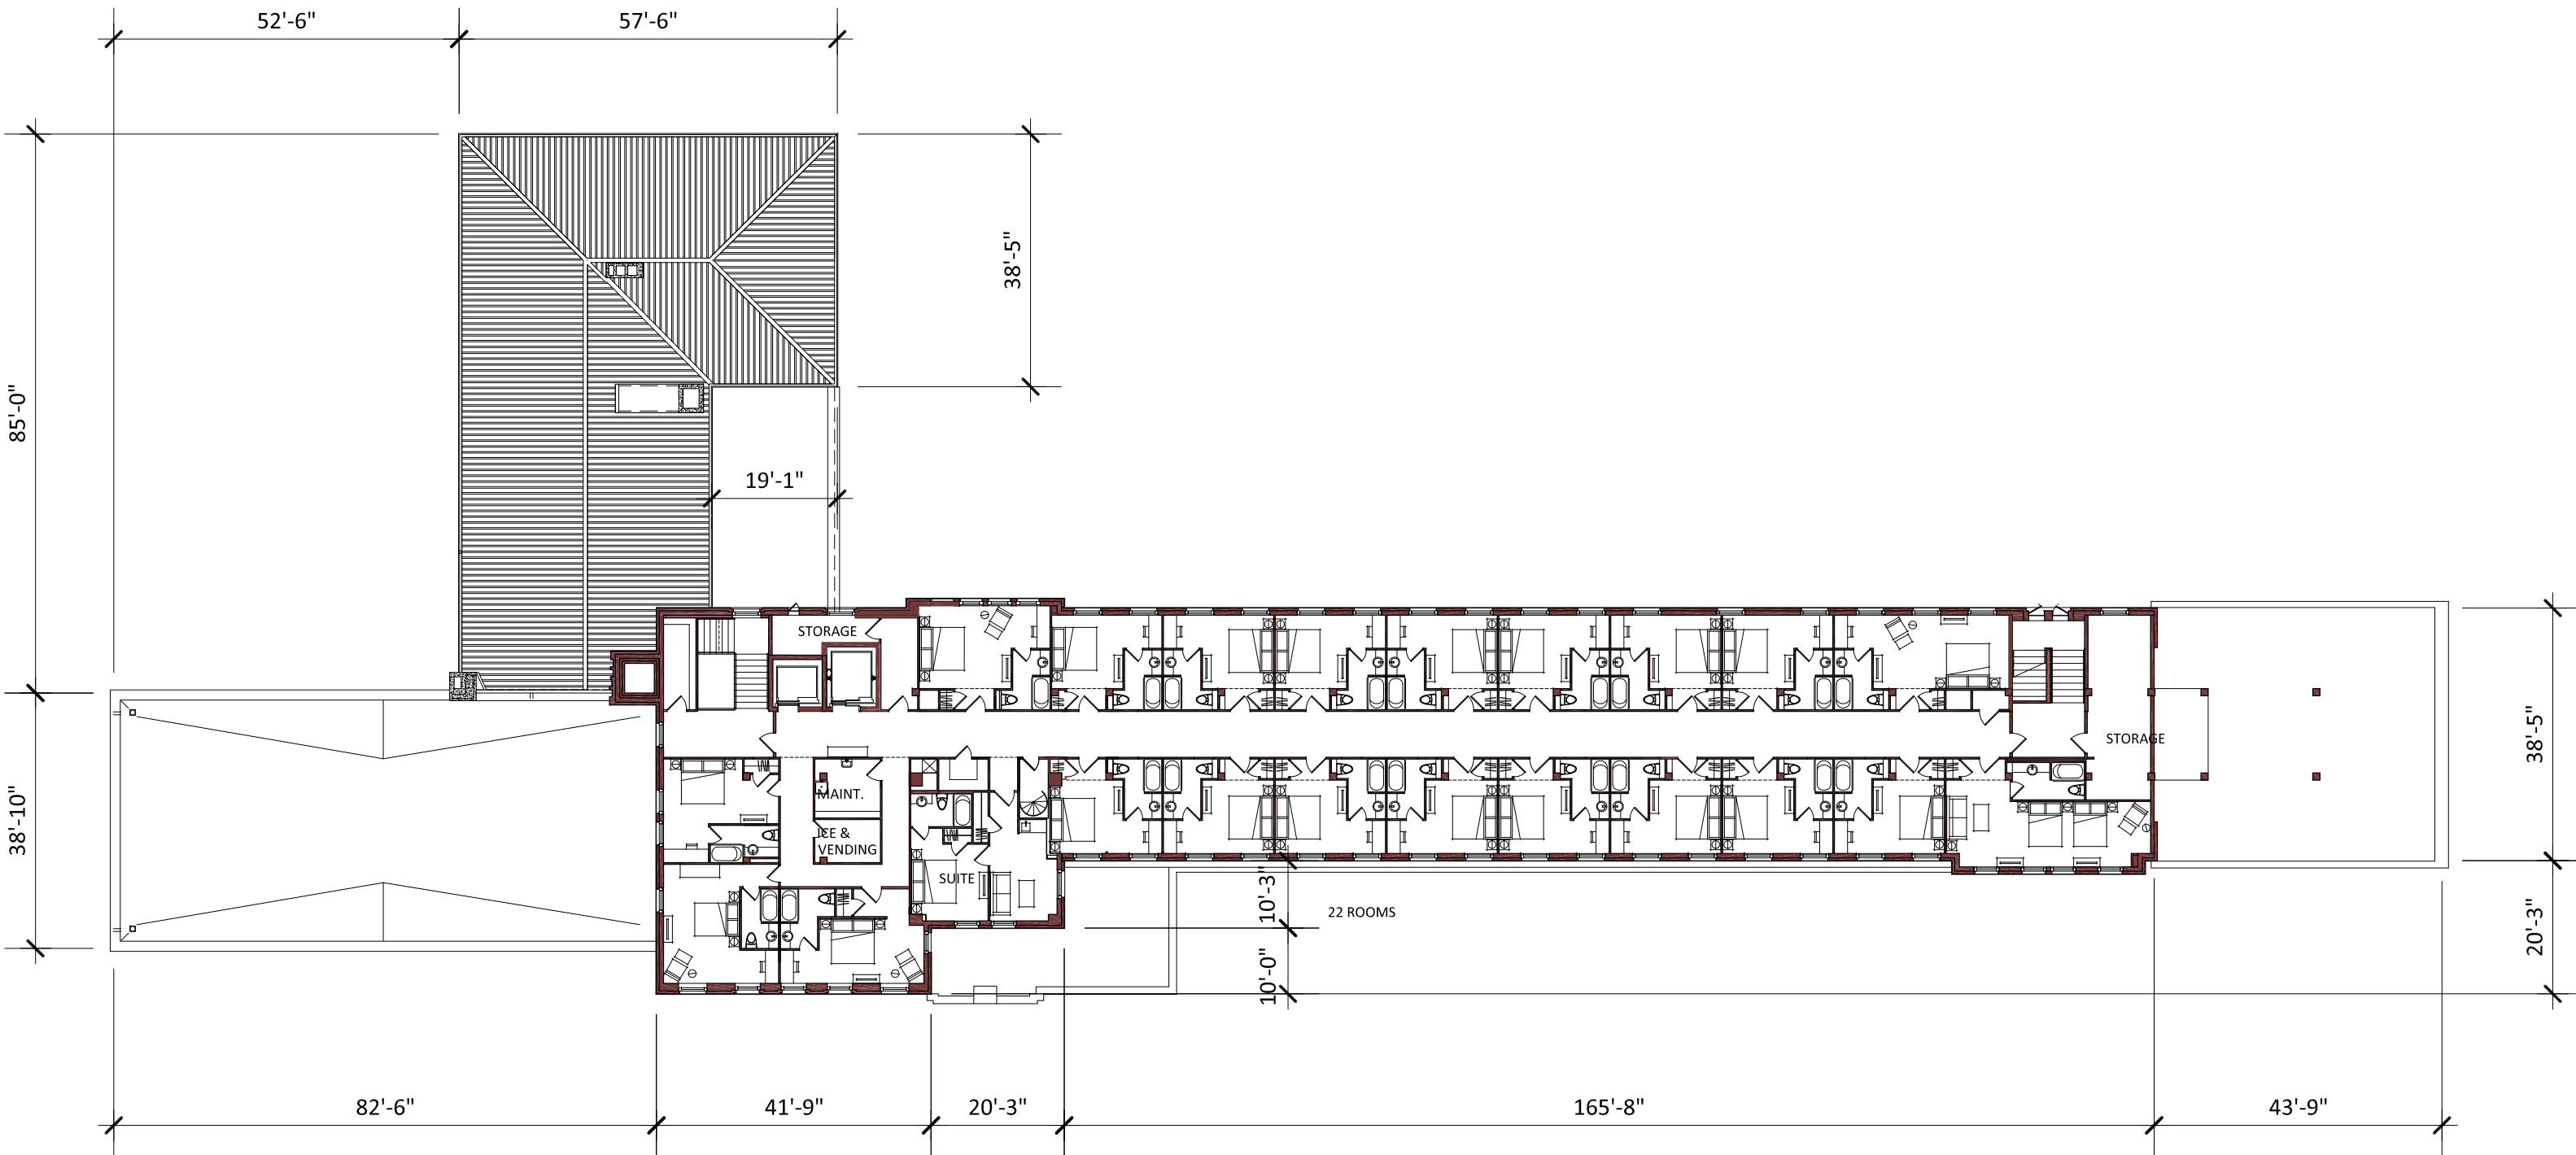 52'-6"
57'-6"
38'-5"
85'-0"
19'-1"
STORAGE
38'-5"
STORAGE
38'-10"
MAINT.
ICE &
VENDING
SUITE
10'-3"
22 ROOMS
20'-3"
10'-0"
82'-6"
41'-9"
20'-3"
165'-8"
43'-9"